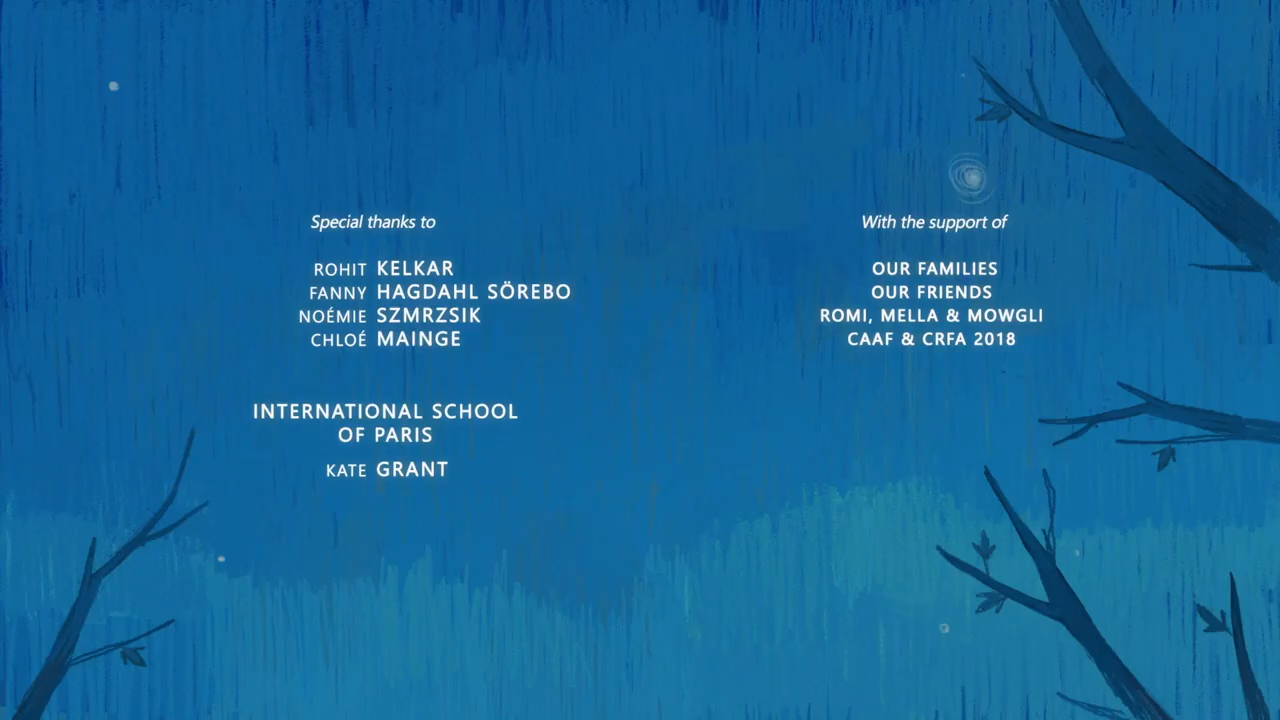 Special thanks to
ROHIT KELKAR
FANNY HAGDAHL SÖREBO
NOÉMIE SZMRZSIK
CHLOÉ MAINGE
INTERNATIONAL SCHOOL
OF PARIS
KATE GRANT
With the support of
OUR FAMILIES
OUR FRIENDS
ROMI, MELLA & MOWGLI
CAAF & CRFA 2018